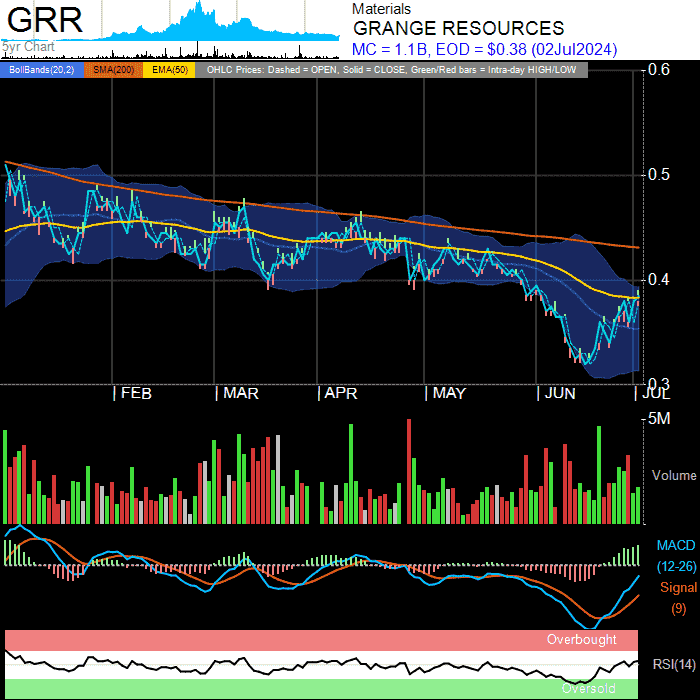 GRR
5yr Chart
Materials
GRANGE RESOURCES
MC = 1.1B, EOD = $0.38 (02Jul2024)
BollBands(20,2) SMA(200) EMA(50) OHLC Prices: Dashed = OPEN, Solid = CLOSE, Green/Red bars = Intra-day HIGH/LOW
0.6
0.5
0.4
0.3
FEB MAR APR MAY JUN JUL
5M
Volume
MACD
(12-26)
Signal
(9)
Overbought
RSI(14)
Oversold